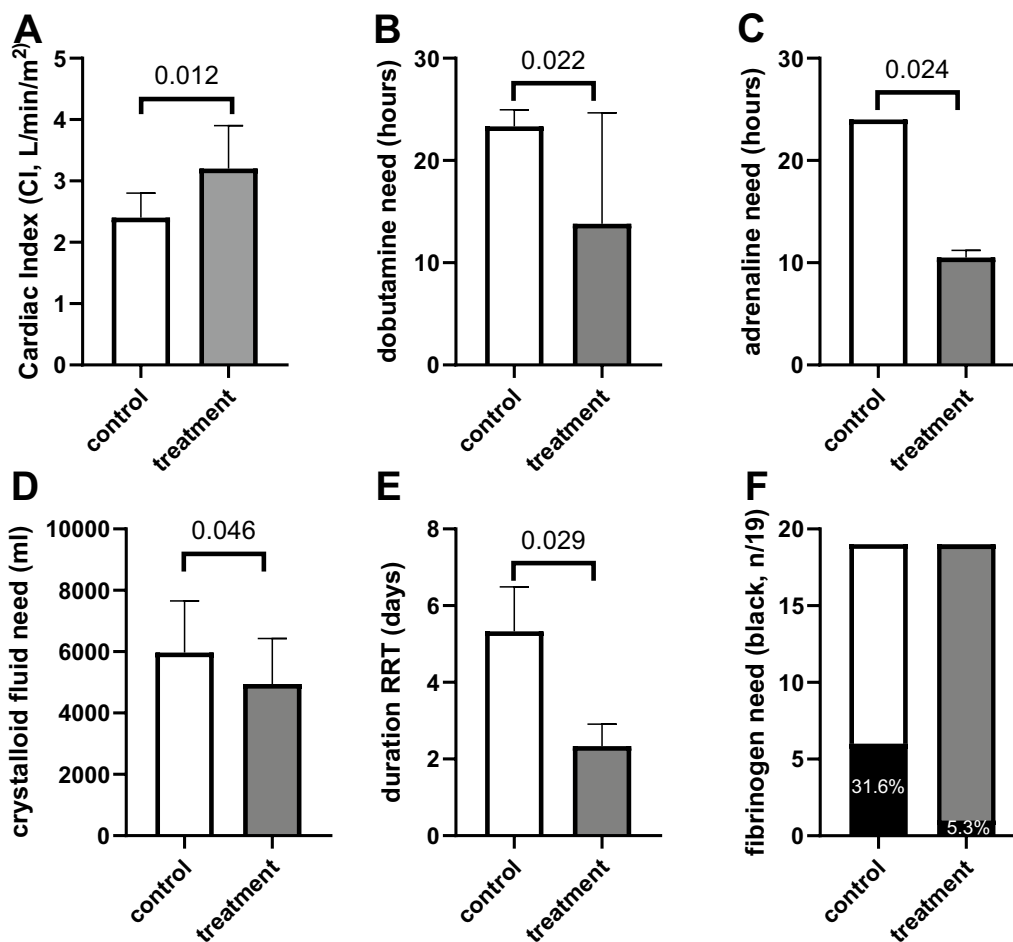 A
Cardiac Index (CI, L/min/m²)
5
4
3
2
1
0
0.012
control
treatment
B
dobutamine need (hours)
30
20
10
0
0.022
control
treatment
C
adrenaline need (hours)
30
20
10
0
0.024
control
treatment
D
crystalloid fluid need (ml)
10000
8000
6000
4000
2000
0
0.046
control
treatment
E
duration RRT (days)
8
6
4
2
0
0.029
control
treatment
F
fibrinogen need (black, n/19)
20
15
10
5
0
31.6%
5.3%
control
treatment